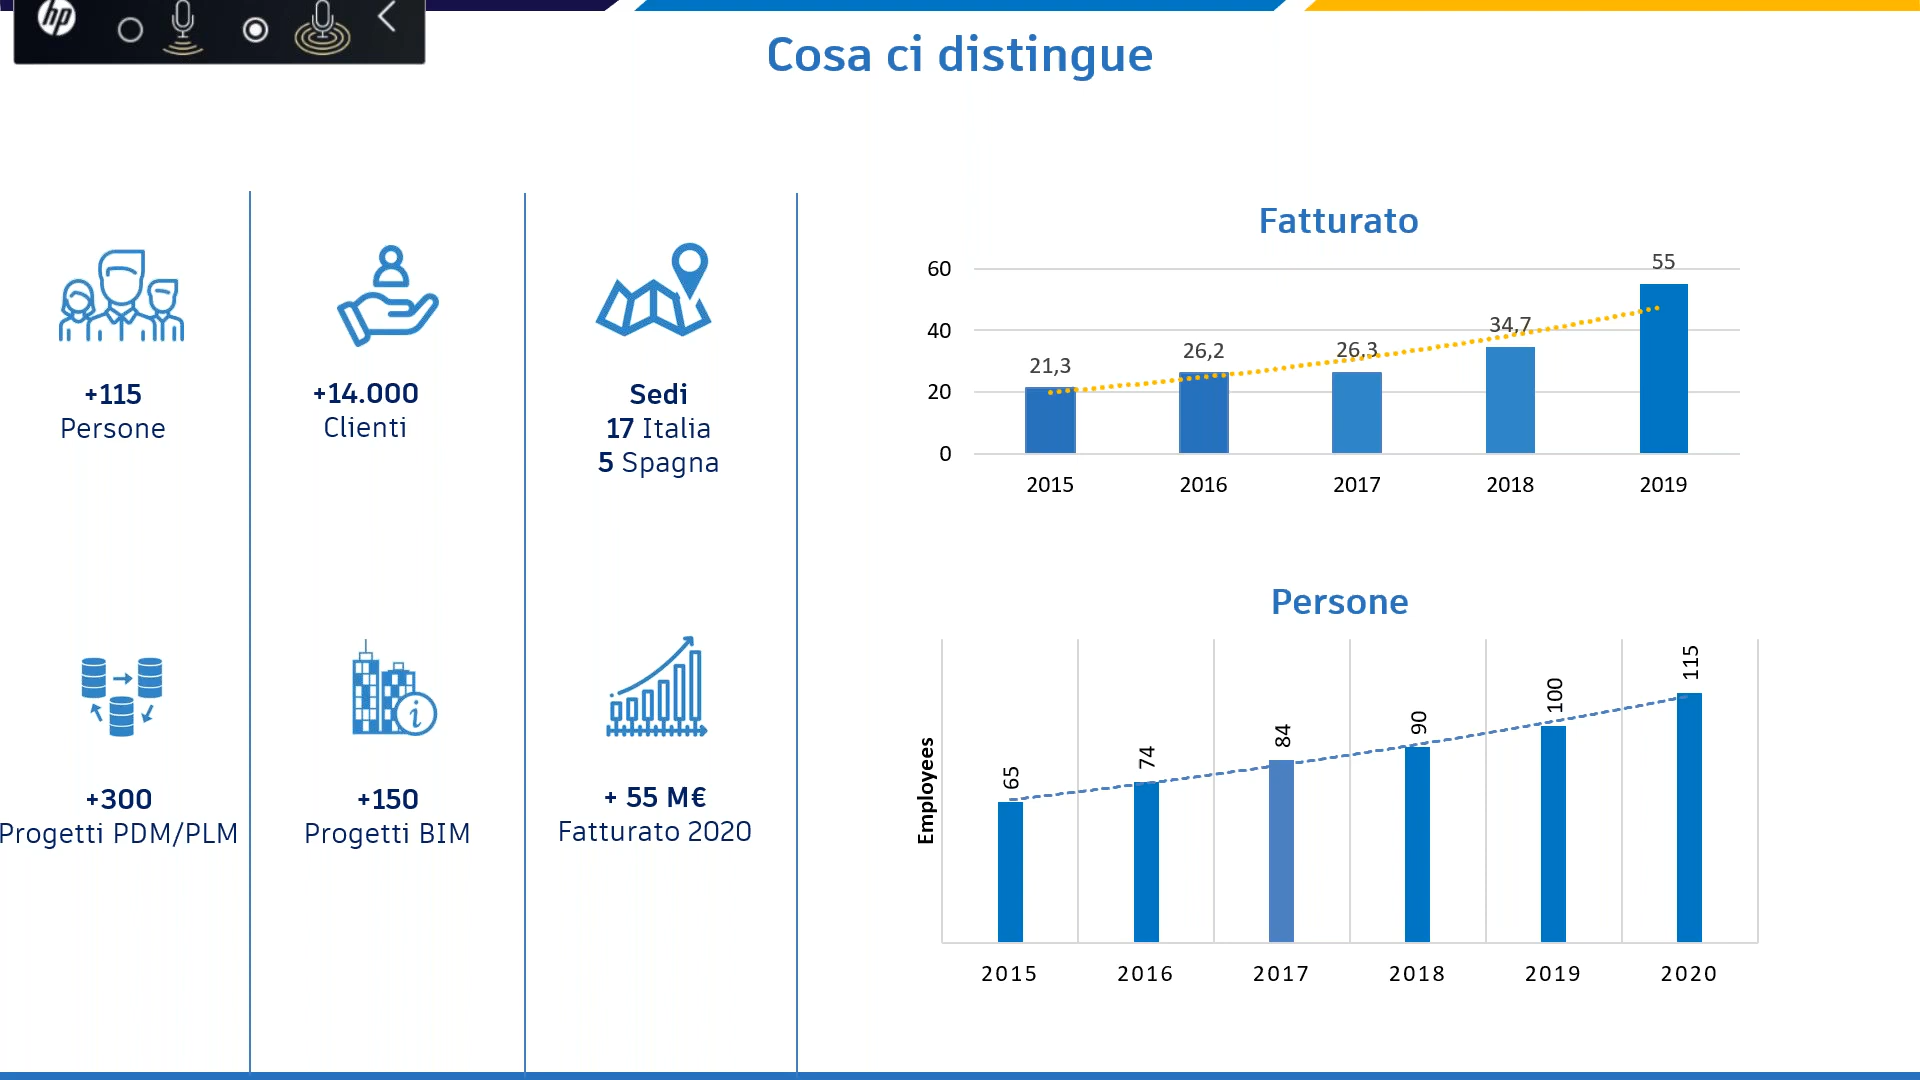 hp
Cosa ci distingue
+115
Persone
+14.000
Clienti
Sedi
17 Italia
5 Spagna
+300
Progetti PDM/PLM
i
+150
Progetti BIM
+ 55 M€
Fatturato 2020
Fatturato
60
40
20
0
21,3
26,2
26,3
34,7
55
2015
2016
2017
2018
2019
Persone
Employees
65
74
84
90
100
115
2015
2016
2017
2018
2019
2020